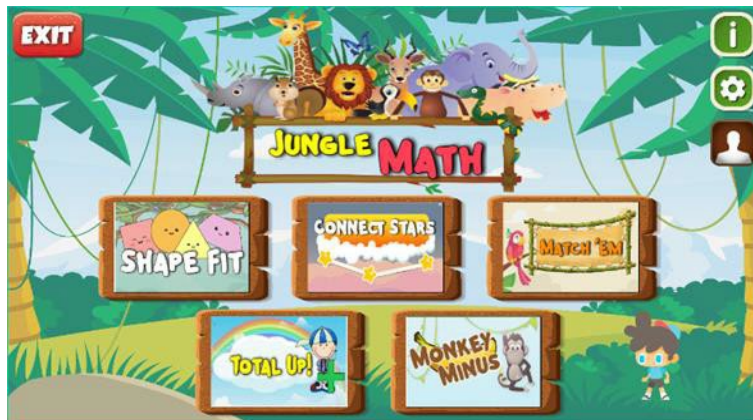 EXIT
i
JUNGLE MATH
SHAPE FIT
CONNECT STARS
MATCH 'EM
TOTAL UP!
MONKEY
MINUS